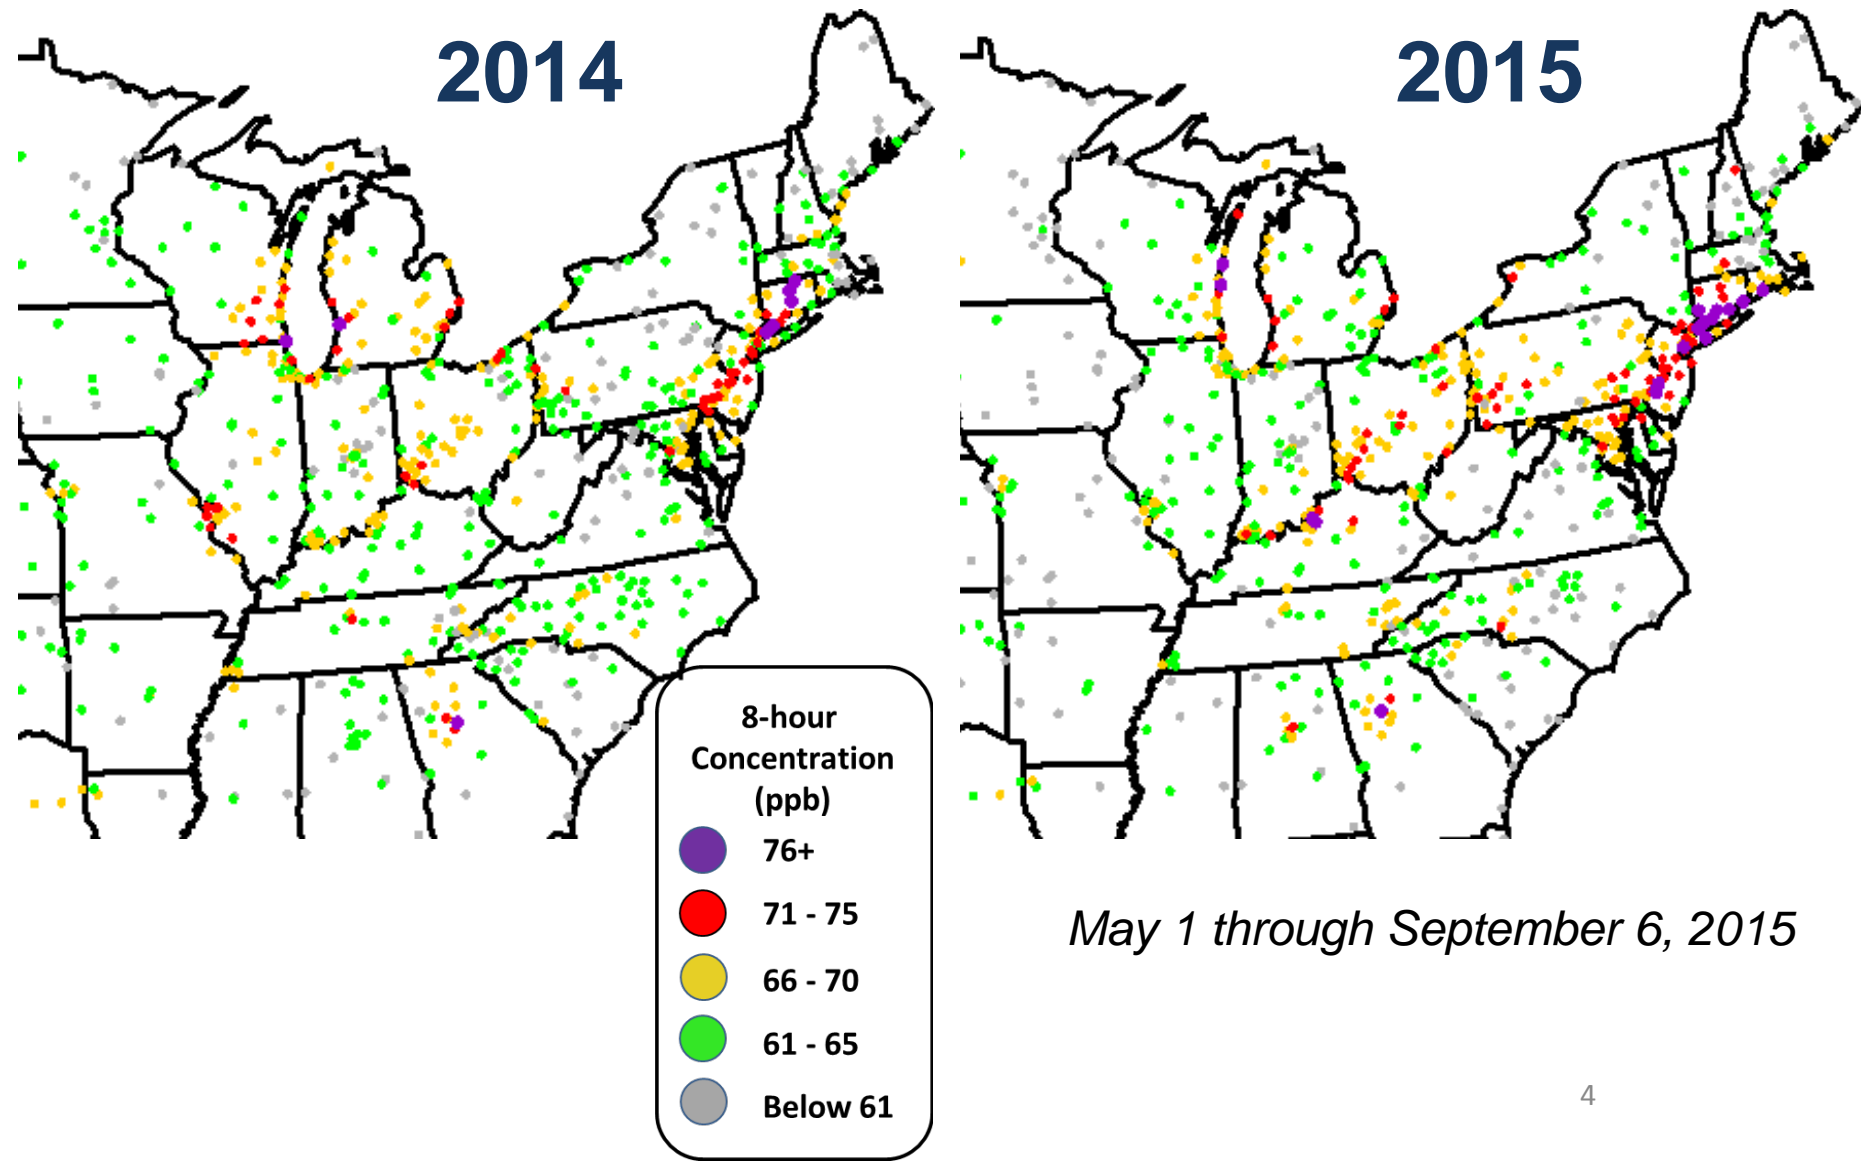 2014
2015
8-hour
Concentration
(ppb)
76+
71 - 75
66 - 70
61 - 65
Below 61
May 1 through September 6, 2015
4